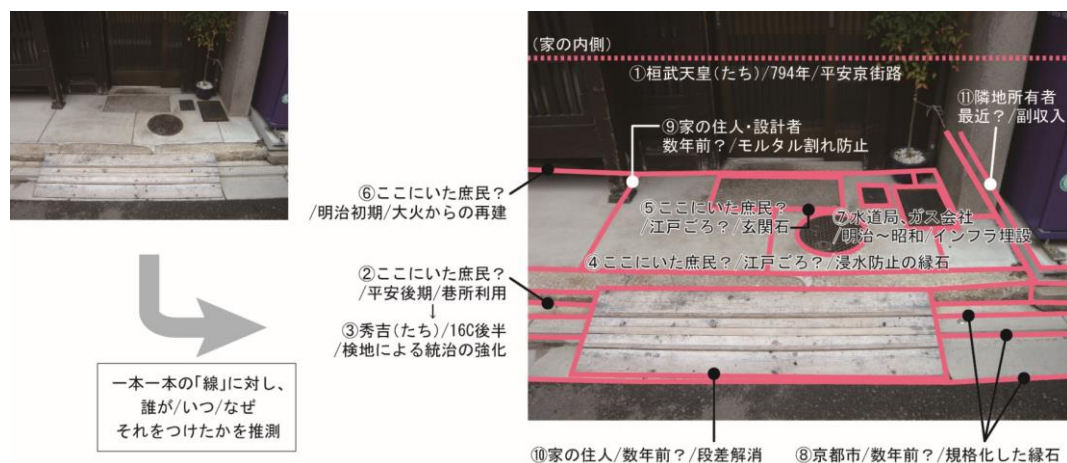 (家の内側)
①桓武天皇(たち)/794年/平安京街路
⑪隣地所有者
最近?/副収入
⑨家の住人・設計者
数年前?/モルタル割れ防止
⑥ここにいた庶民?
/明治初期/大火からの再建
⑤ここにいた庶民?
/江戸ごろ?/玄関石
⑦水道局、ガス会社
/明治〜昭和/インフラ埋設
④ここにいた庶民?/江戸ごろ?/浸水防止の縁石
②ここにいた庶民?
/平安後期/巷所利用
↓
③秀吉(たち)/16C後半
/検地による統治の強化
一本一本の「線」に対し、
誰が/いつ/なぜ
それをつけたかを推測
⑩家の住人/数年前?/段差解消
⑧京都市/数年前?/規格化した縁石